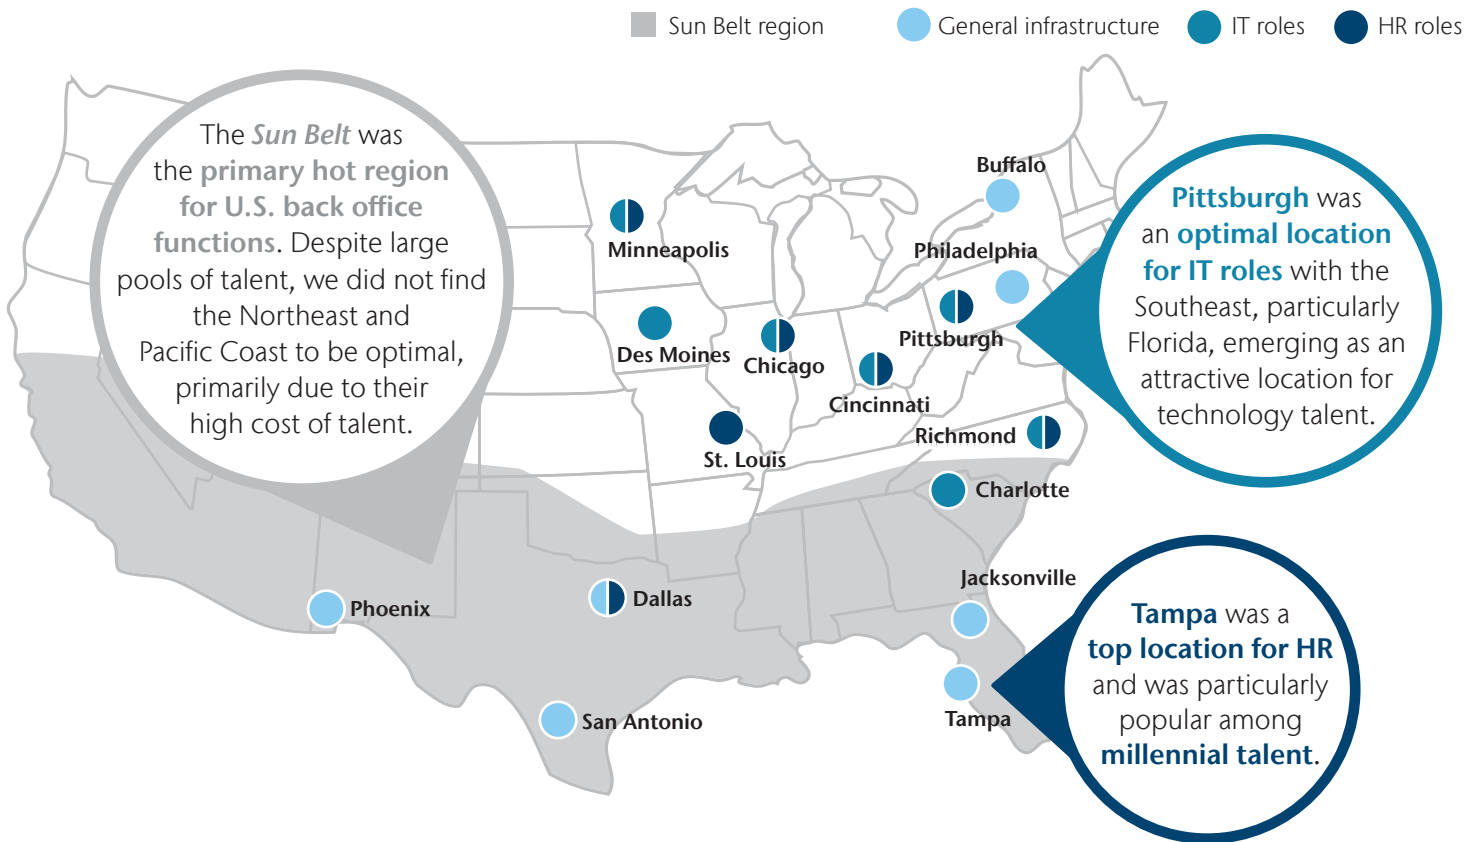 Sun Belt region
General infrastructure
IT roles
HR roles
The Sun Belt was
the primary hot region
for U.S. back office
functions. Despite large
pools of talent, we did not find
the Northeast and
Pacific Coast to be optimal,
primarily due to their
high cost of talent.
Buffalo
Minneapolis
Philadelphia
Pittsburgh was
an optimal location
for IT roles with the
Southeast, particularly
Florida, emerging as an
attractive location for
technology talent.
Des Moines
Chicago
Pittsburgh
Cincinnati
Richmond
St. Louis
Charlotte
Jacksonville
Phoenix
Dallas
San Antonio
Tampa
Tampa was a
top location for HR
and was particularly
popular among
millennial talent.